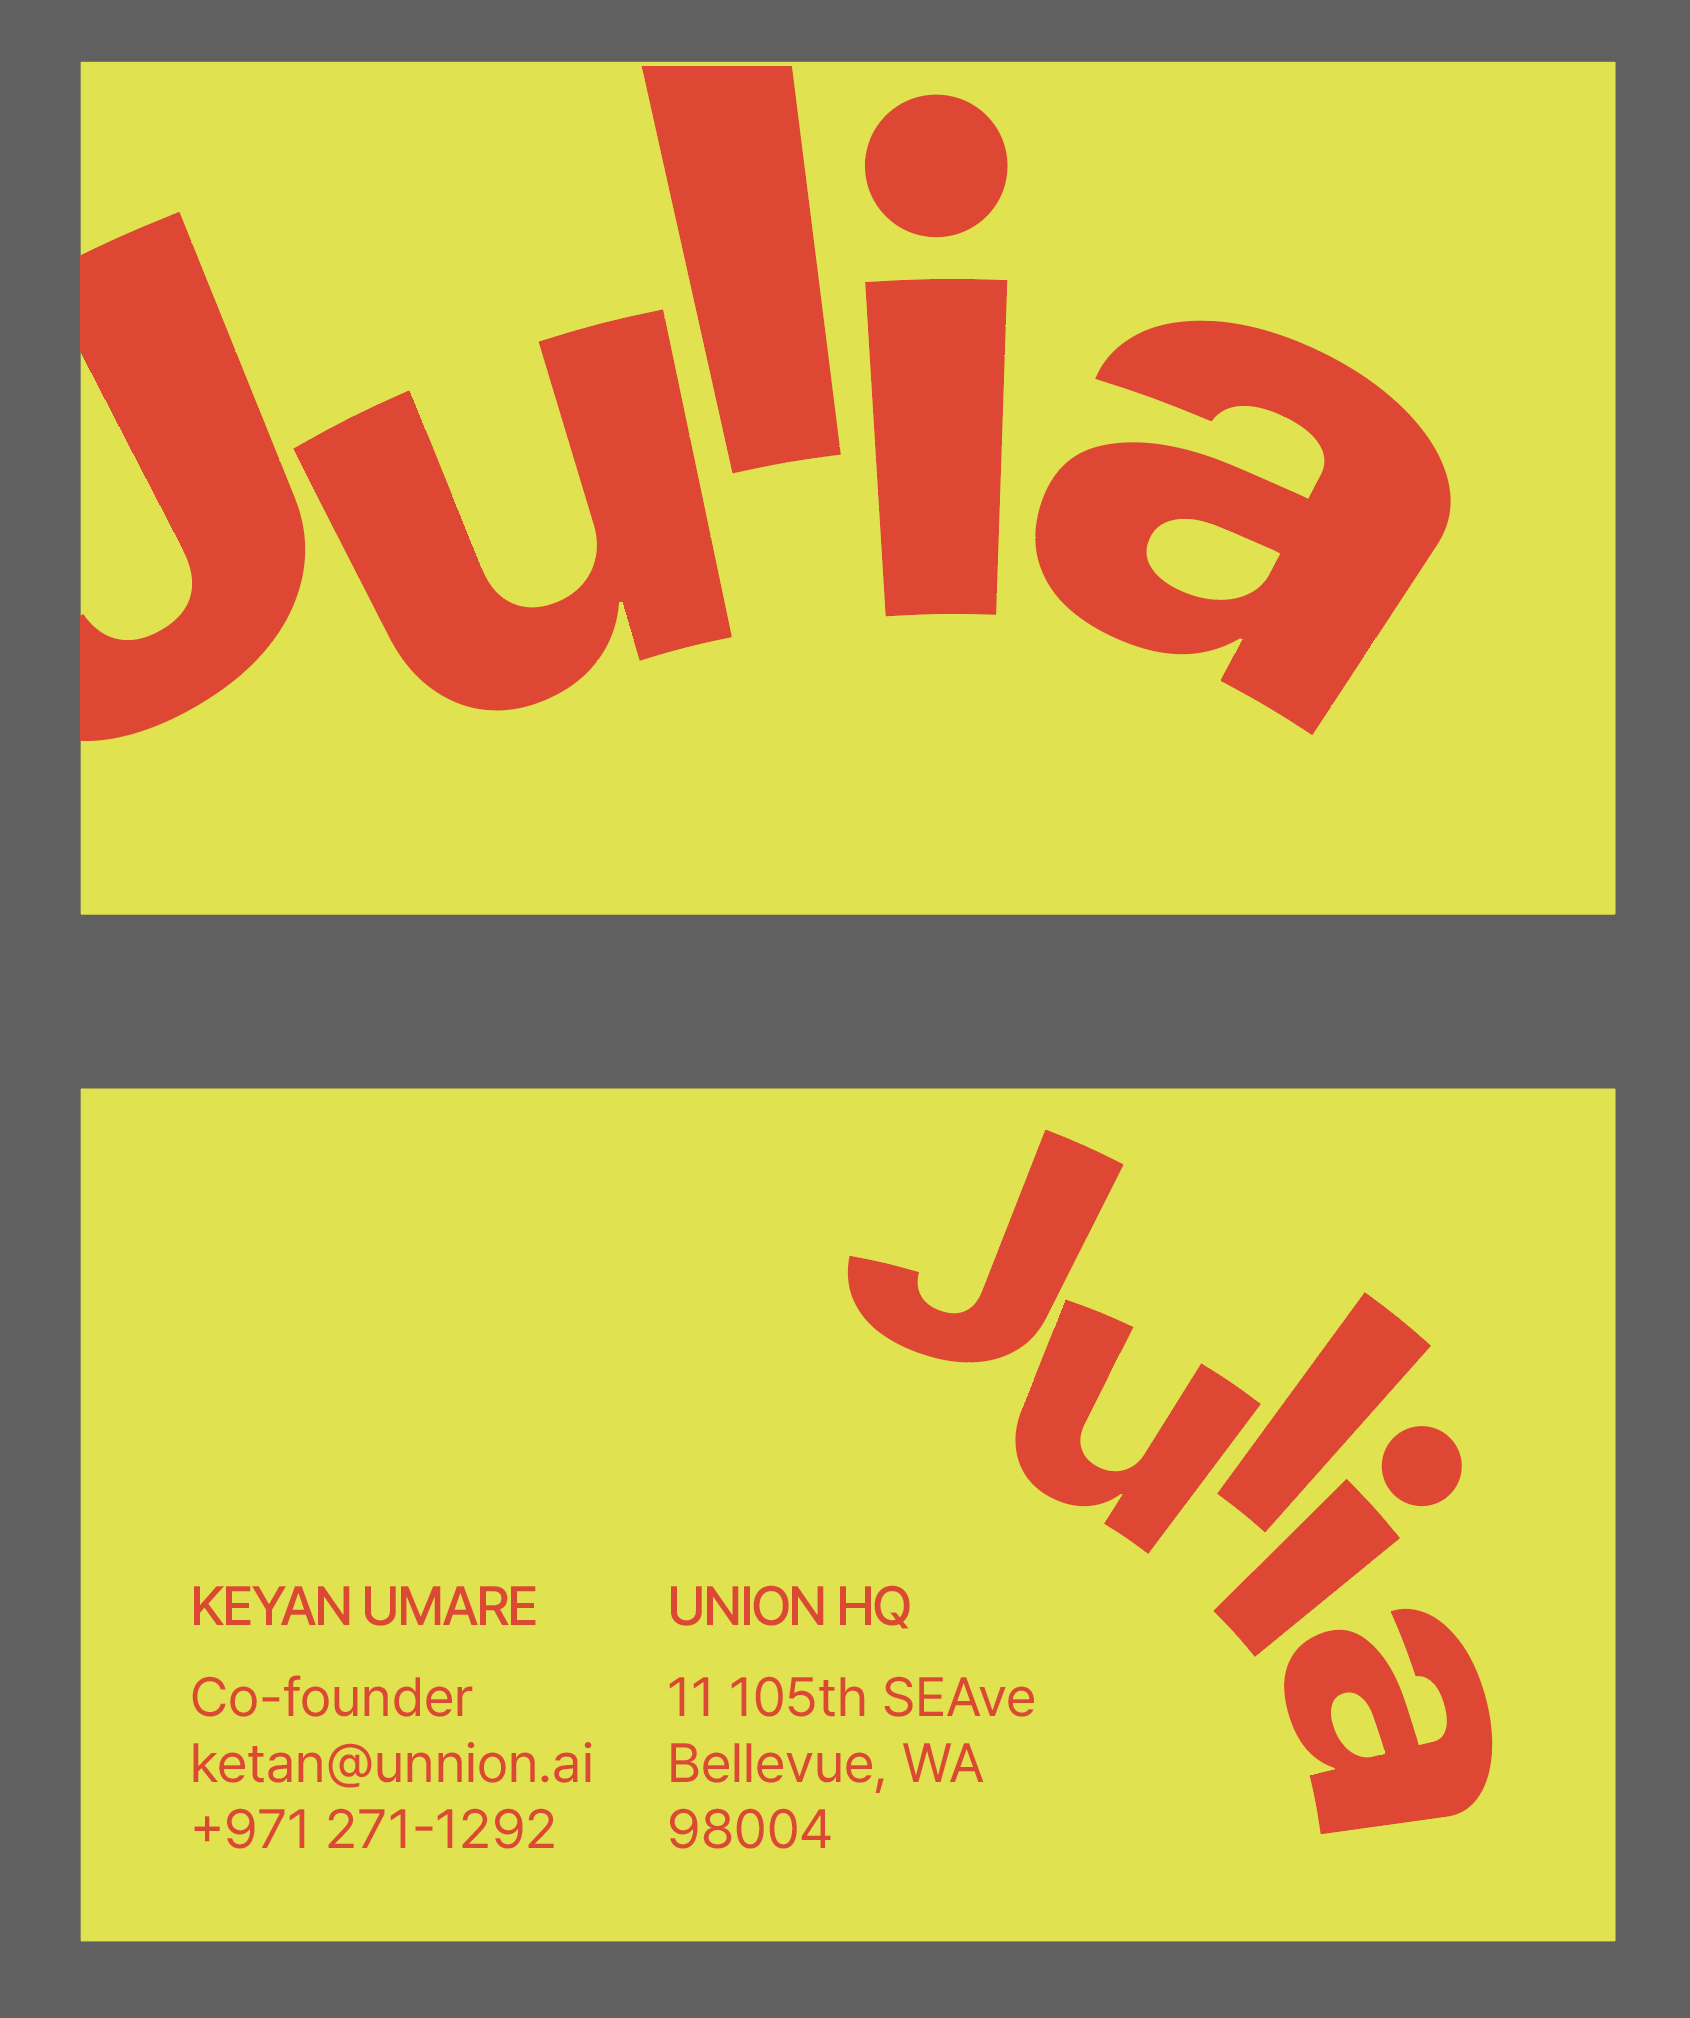 Julia
Julia
KEYAN UMARE
Co-founder
ketan@unnion.ai
+971 271-1292
UNION HQ
11 105th SEAve
Bellevue, WA
98004